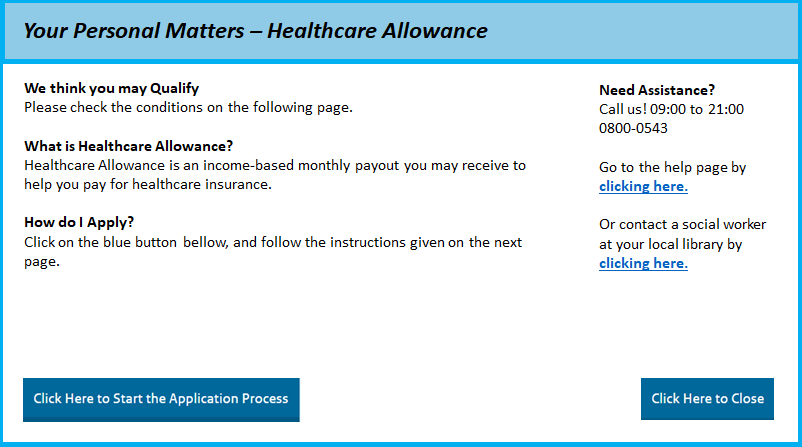 Your Personal Matters – Healthcare Allowance
We think you may Qualify
Please check the conditions on the following page.
What is Healthcare Allowance?
Healthcare Allowance is an income-based monthly payout you may receive to
help you pay for healthcare insurance.
How do I Apply?
Click on the blue button bellow, and follow the instructions given on the next
page.
Need Assistance?
Call us! 09:00 to 21:00
0800-0543
Go to the help page by
clicking here.
Or contact a social worker
at your local library by
clicking here.
Click Here to Start the Application Process
Click Here to Close